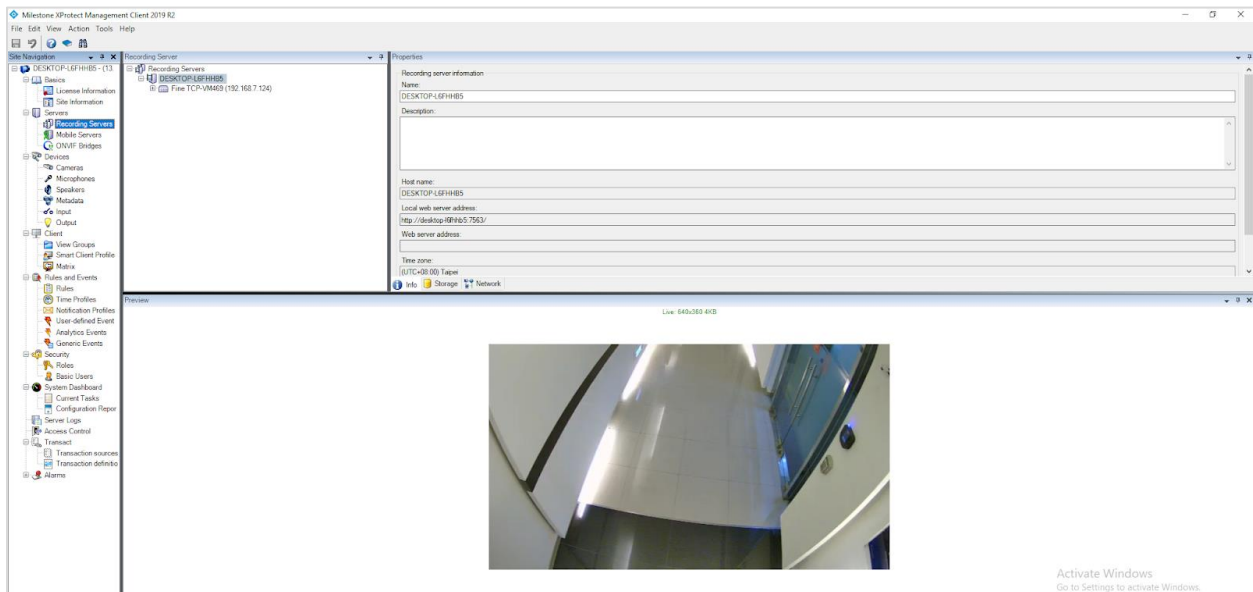 Milestone XProtect Management Client 2019 R2
File Edit View Action Tools Help
Site Navigation
DESKTOP-L6FHHB5 - (13.
Basics
License Information
Site Information
Servers
Recording Servers
Mobile Servers
ONVIF Bridges
Devices
Cameras
Microphones
Speakers
Metadata
Input
Output
Client
View Groups
Smart Client Profile
Matrix
Rules and Events
Rules
Time Profiles
Notification Profiles
User-defined Event
Analytics Events
Generic Events
Security
Roles
Basic Users
System Dashboard
Current Tasks
Configuration Repor
Server Logs
Access Control
Transact
Transaction sources
Transaction definitio
Alarms
Recording Server
Recording Servers
DESKTOP-L6FHHB5
Fine TCP-VM469 (192.168.7.124)
Properties
Recording server information
Name:
DESKTOP-L6FHHB5
Description:
Host name:
DESKTOP-L6FHHB5
Local web server address:
http://desktop-l6fhhb5:7563/
Web server address:
Time zone:
(UTC+08:00) Taipei
Info Storage Network
Preview
Live: 640x360 4KB
Activate Windows
Go to Settings to activate Windows.